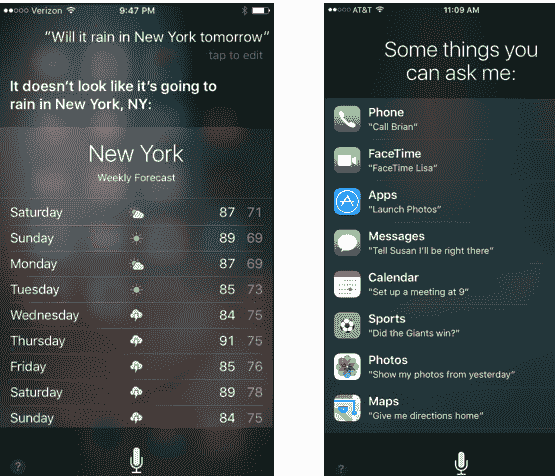 Verizon 9:47 PM
“Will it rain in New York tomorrow”
tap to edit
It doesn’t look like it’s going to
rain in New York, NY:
New York
Weekly Forecast
Saturday 87 71
Sunday 89 69
Monday 87 69
Tuesday 85 73
Wednesday 84 75
Thursday 91 75
Friday 85 76
Saturday 89 78
Sunday 84 75
?
AT&T 11:09 AM
Some things you
can ask me:
Phone
“Call Brian”
FaceTime
“FaceTime Lisa”
Apps
“Launch Photos”
Messages
“Tell Susan I’ll be right there”
Calendar
“Set up a meeting at 9”
Sports
“Did the Giants win?”
Photos
“Show my photos from yesterday”
Maps
“Give me directions home”
?